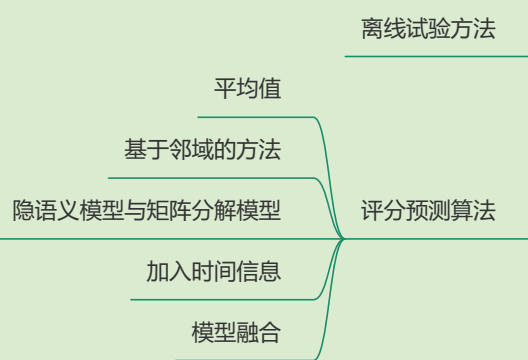 离线试验方法
平均值
基于邻域的方法
隐语义模型与矩阵分解模型
评分预测算法
加入时间信息
模型融合